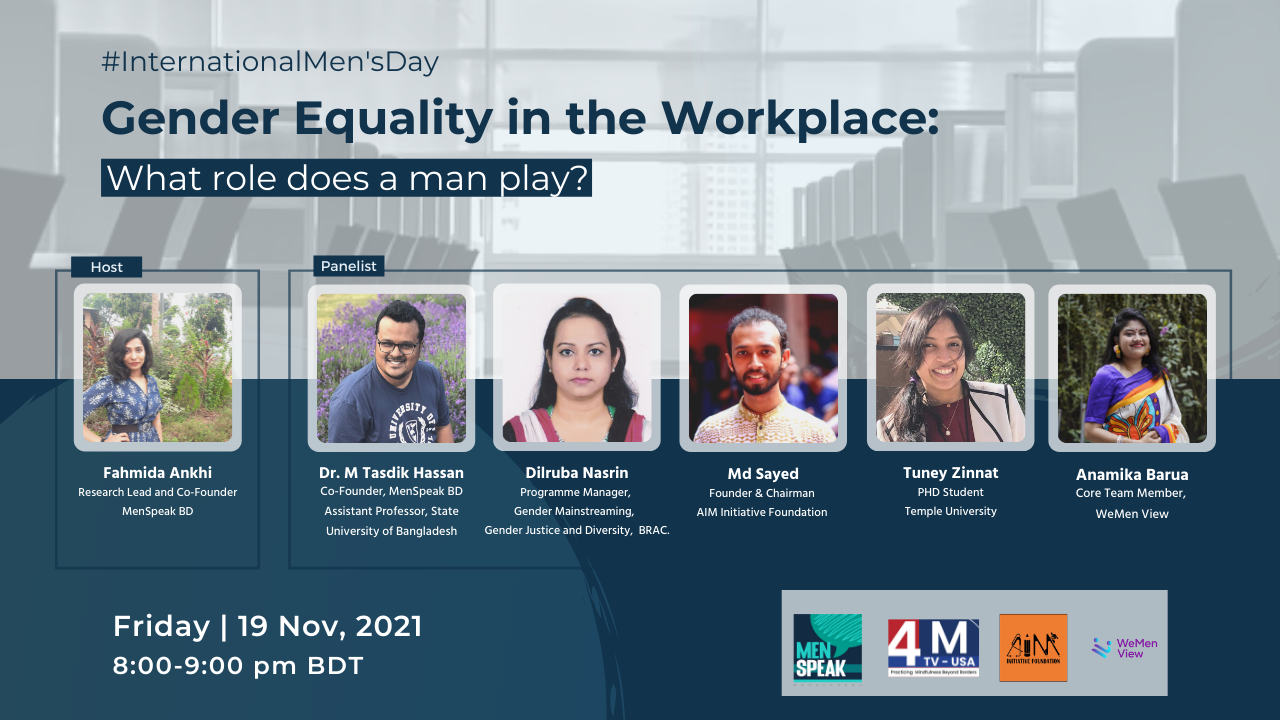 #InternationalMen'sDay
Gender Equality in the Workplace:
What role does a man play?
Host
Panelist
UNIVERSITY OF
Fahmida Ankhi
Research Lead and Co-Founder
MenSpeak BD
Dr. M Tasdik Hassan
Co-Founder, MenSpeak BD
Assistant Professor, State
University of Bangladesh
Dilruba Nasrin
Programme Manager,
Gender Mainstreaming,
Gender Justice and Diversity, BRAC.
Md Sayed
Founder & Chairman
AIM Initiative Foundation
Tuney Zinnat
PHD Student
Temple University
Anamika Barua
Core Team Member,
WeMen View
Friday | 19 Nov, 2021
8:00-9:00 pm BDT
MEN
SPEAK
4 M
TV - USA
Practicing Mindfulness Beyond Borders
AIM
INITIATIVE FOUNDATION
WeMen
View